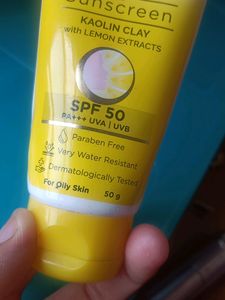 Sunscreen
KAOLIN CLAY
with LEMON EXTRACTS
SPF 50
PA+++ UVA | UVB
Paraben Free
Very Water Resistant
Dermatologically Tested
For Oily Skin 50 g